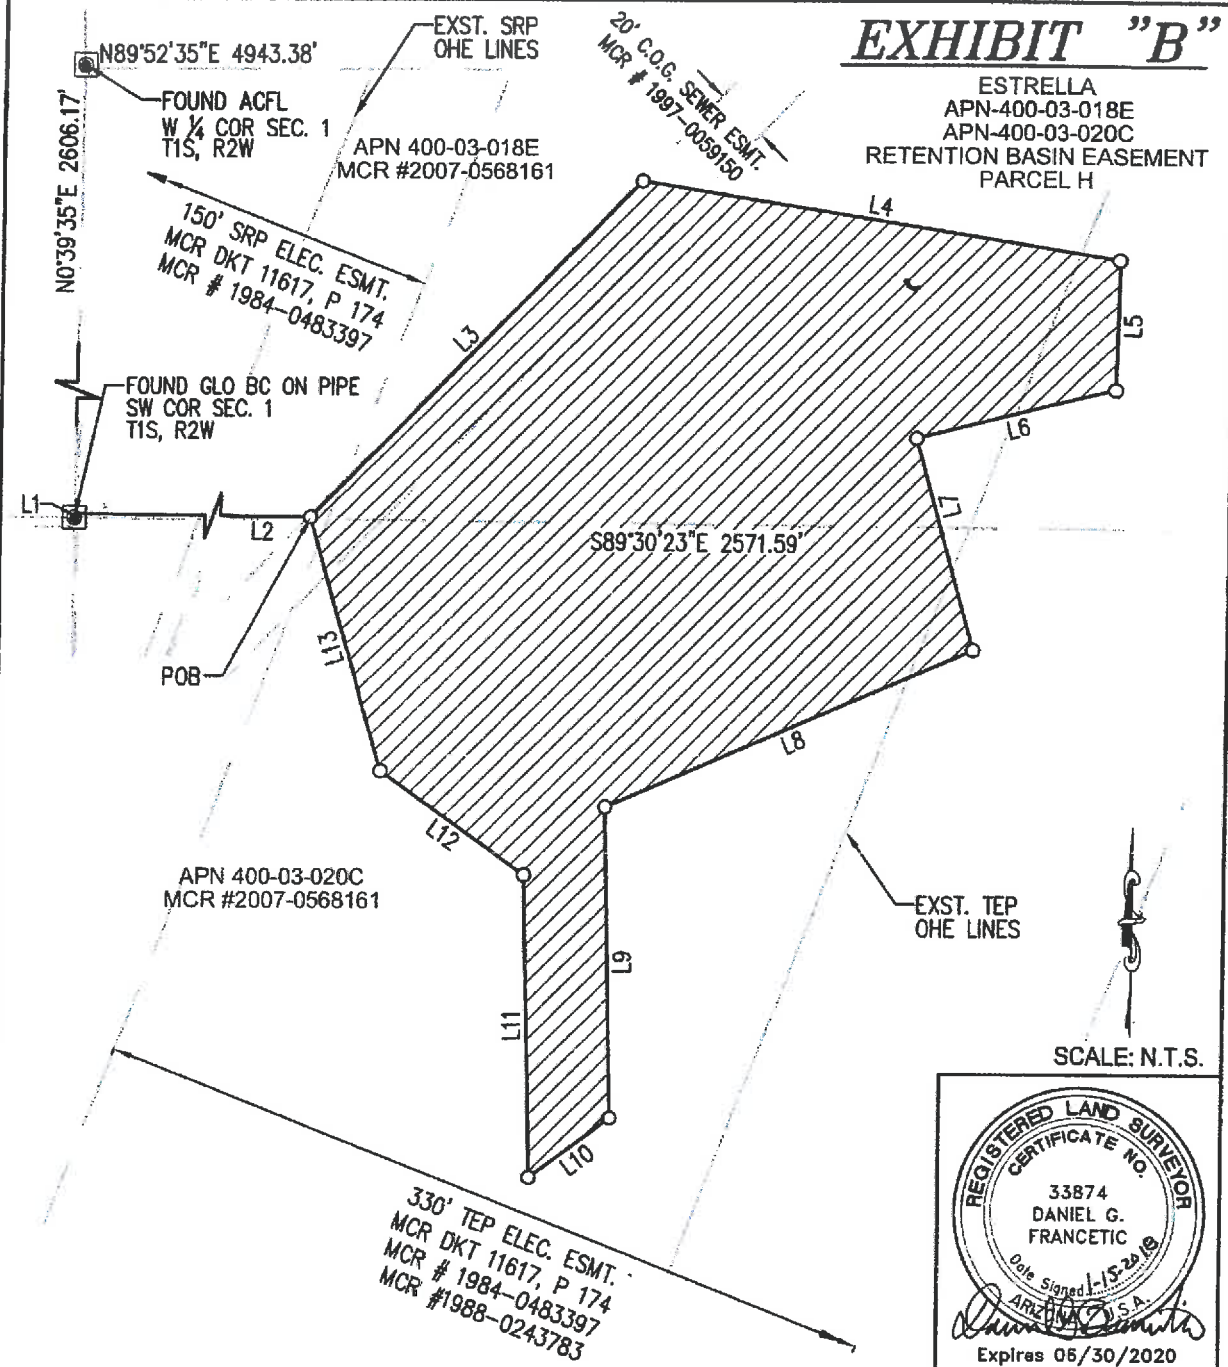 EXHIBIT "B"
ESTRELLA
APN-400-03-018E
APN-400-03-020C
RETENTION BASIN EASEMENT
PARCEL H
N89°52'35"E 4943.38'
EXST. SRP
OHE LINES
20' C.O.G. SEWER ESMT.
MCR # 1997-0059150
FOUND ACFL
W 1/4 COR SEC. 1
T1S, R2W
APN 400-03-018E
MCR #2007-0568161
N0°39'35"E 2606.17'
150' SRP ELEC. ESMT.
MCR DKT 11617, P 174
MCR # 1984-0483397
L4
L5
L3
FOUND GLO BC ON PIPE
SW COR SEC. 1
T1S, R2W
L6
L1
L2
L7
S89°30'23"E 2571.59'
L13
POB
L8
L12
APN 400-03-020C
MCR #2007-0568161
EXST. TEP
OHE LINES
L9
L11
SCALE: N.T.S.
L10
330' TEP ELEC. ESMT.
MCR DKT 11617, P 174
MCR # 1984-0483397
MCR #1988-0243783
REGISTERED LAND SURVEYOR
CERTIFICATE NO.
33874
DANIEL G.
FRANCETIC
Date Signed 1-15-2018
ARIZONA, U.S.A.
Expires 06/30/2020